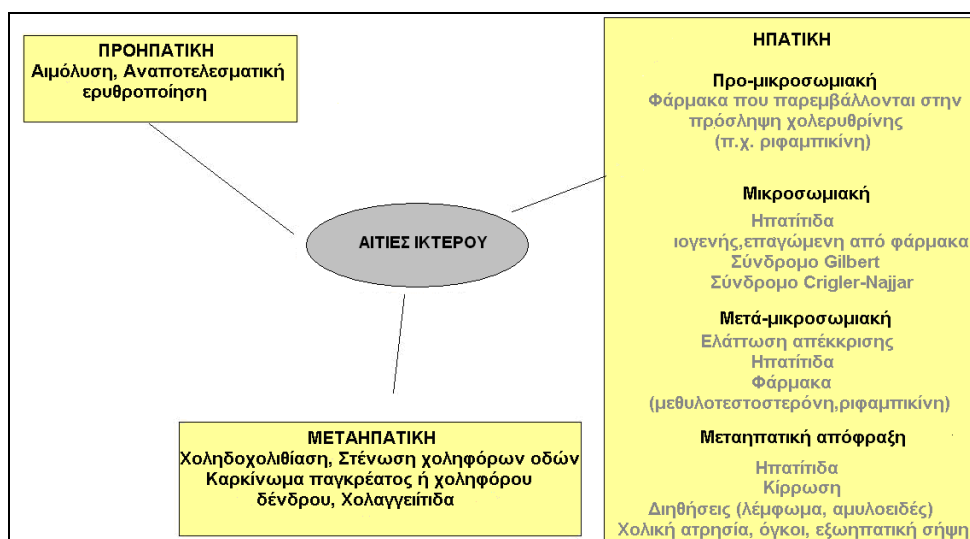 ΠΡΟΗΠΑΤΙΚΗ
Αιμόλυση, Αναποτελεσματική
ερυθροποίηση
ΑΙΤΙΕΣ ΙΚΤΕΡΟΥ
ΜΕΤΑΗΠΑΤΙΚΗ
Χοληδοχολιθίαση, Στένωση χοληφόρων οδών
Καρκίνωμα παγκρέατος ή χοληφόρου
δένδρου, Χολαγγειίτιδα
ΗΠΑΤΙΚΗ
Προ-μικροσωμιακή
Φάρμακα που παρεμβάλλονται στην
πρόσληψη χολερυθρίνης
(π.χ. ριφαμπικίνη)
Μικροσωμιακή
Ηπατίτιδα
ιογενής,επαγώμενη από φάρμακα
Σύνδρομο Gilbert
Σύνδρομο Crigler-Najjar
Μετά-μικροσωμιακή
Ελάττωση απέκκρισης
Ηπατίτιδα
Φάρμακα
(μεθυλοτεστοστερόνη,ριφαμπικίνη)
Μεταηπατική απόφραξη
Ηπατίτιδα
Κίρρωση
Διηθήσεις (λέμφωμα, αμυλοειδές)
Χολική ατρησία, όγκοι, εξωηπατική σήψη